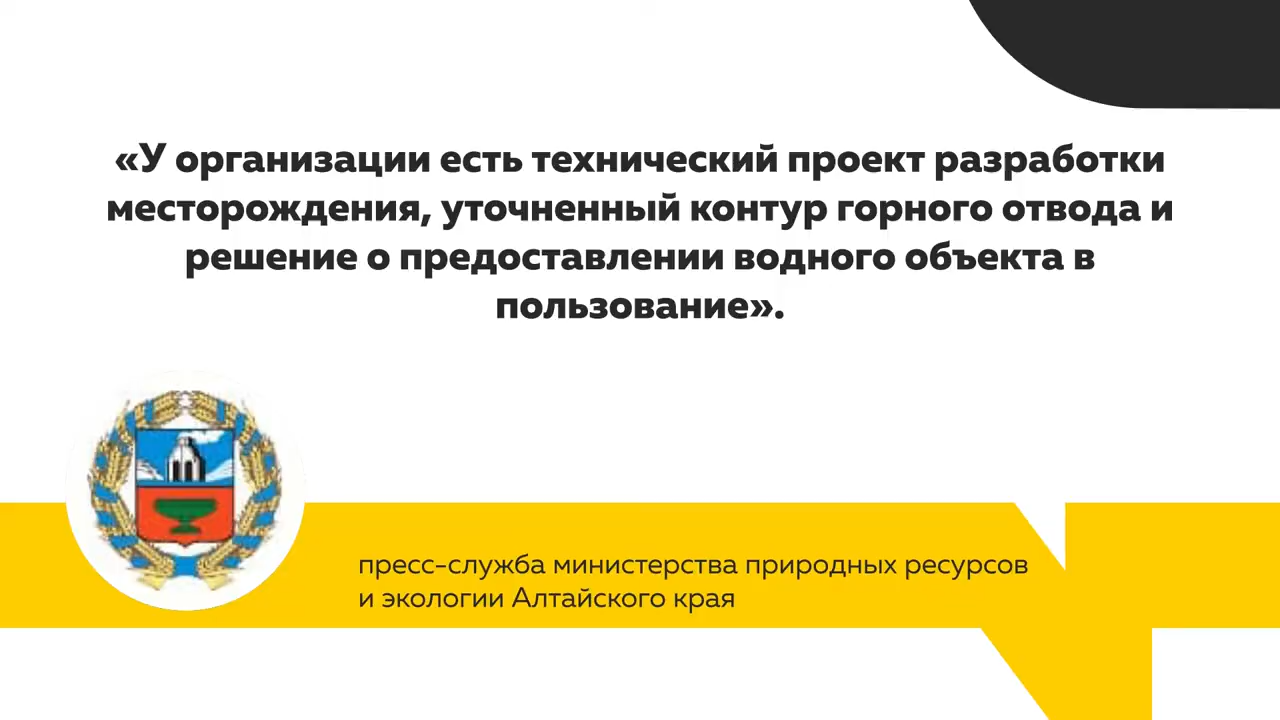 «У организации есть технический проект разработки
месторождения, уточненный контур горного отвода и
решение о предоставлении водного объекта в
пользование».
пресс-служба министерства природных ресурсов
и экологии Алтайского края